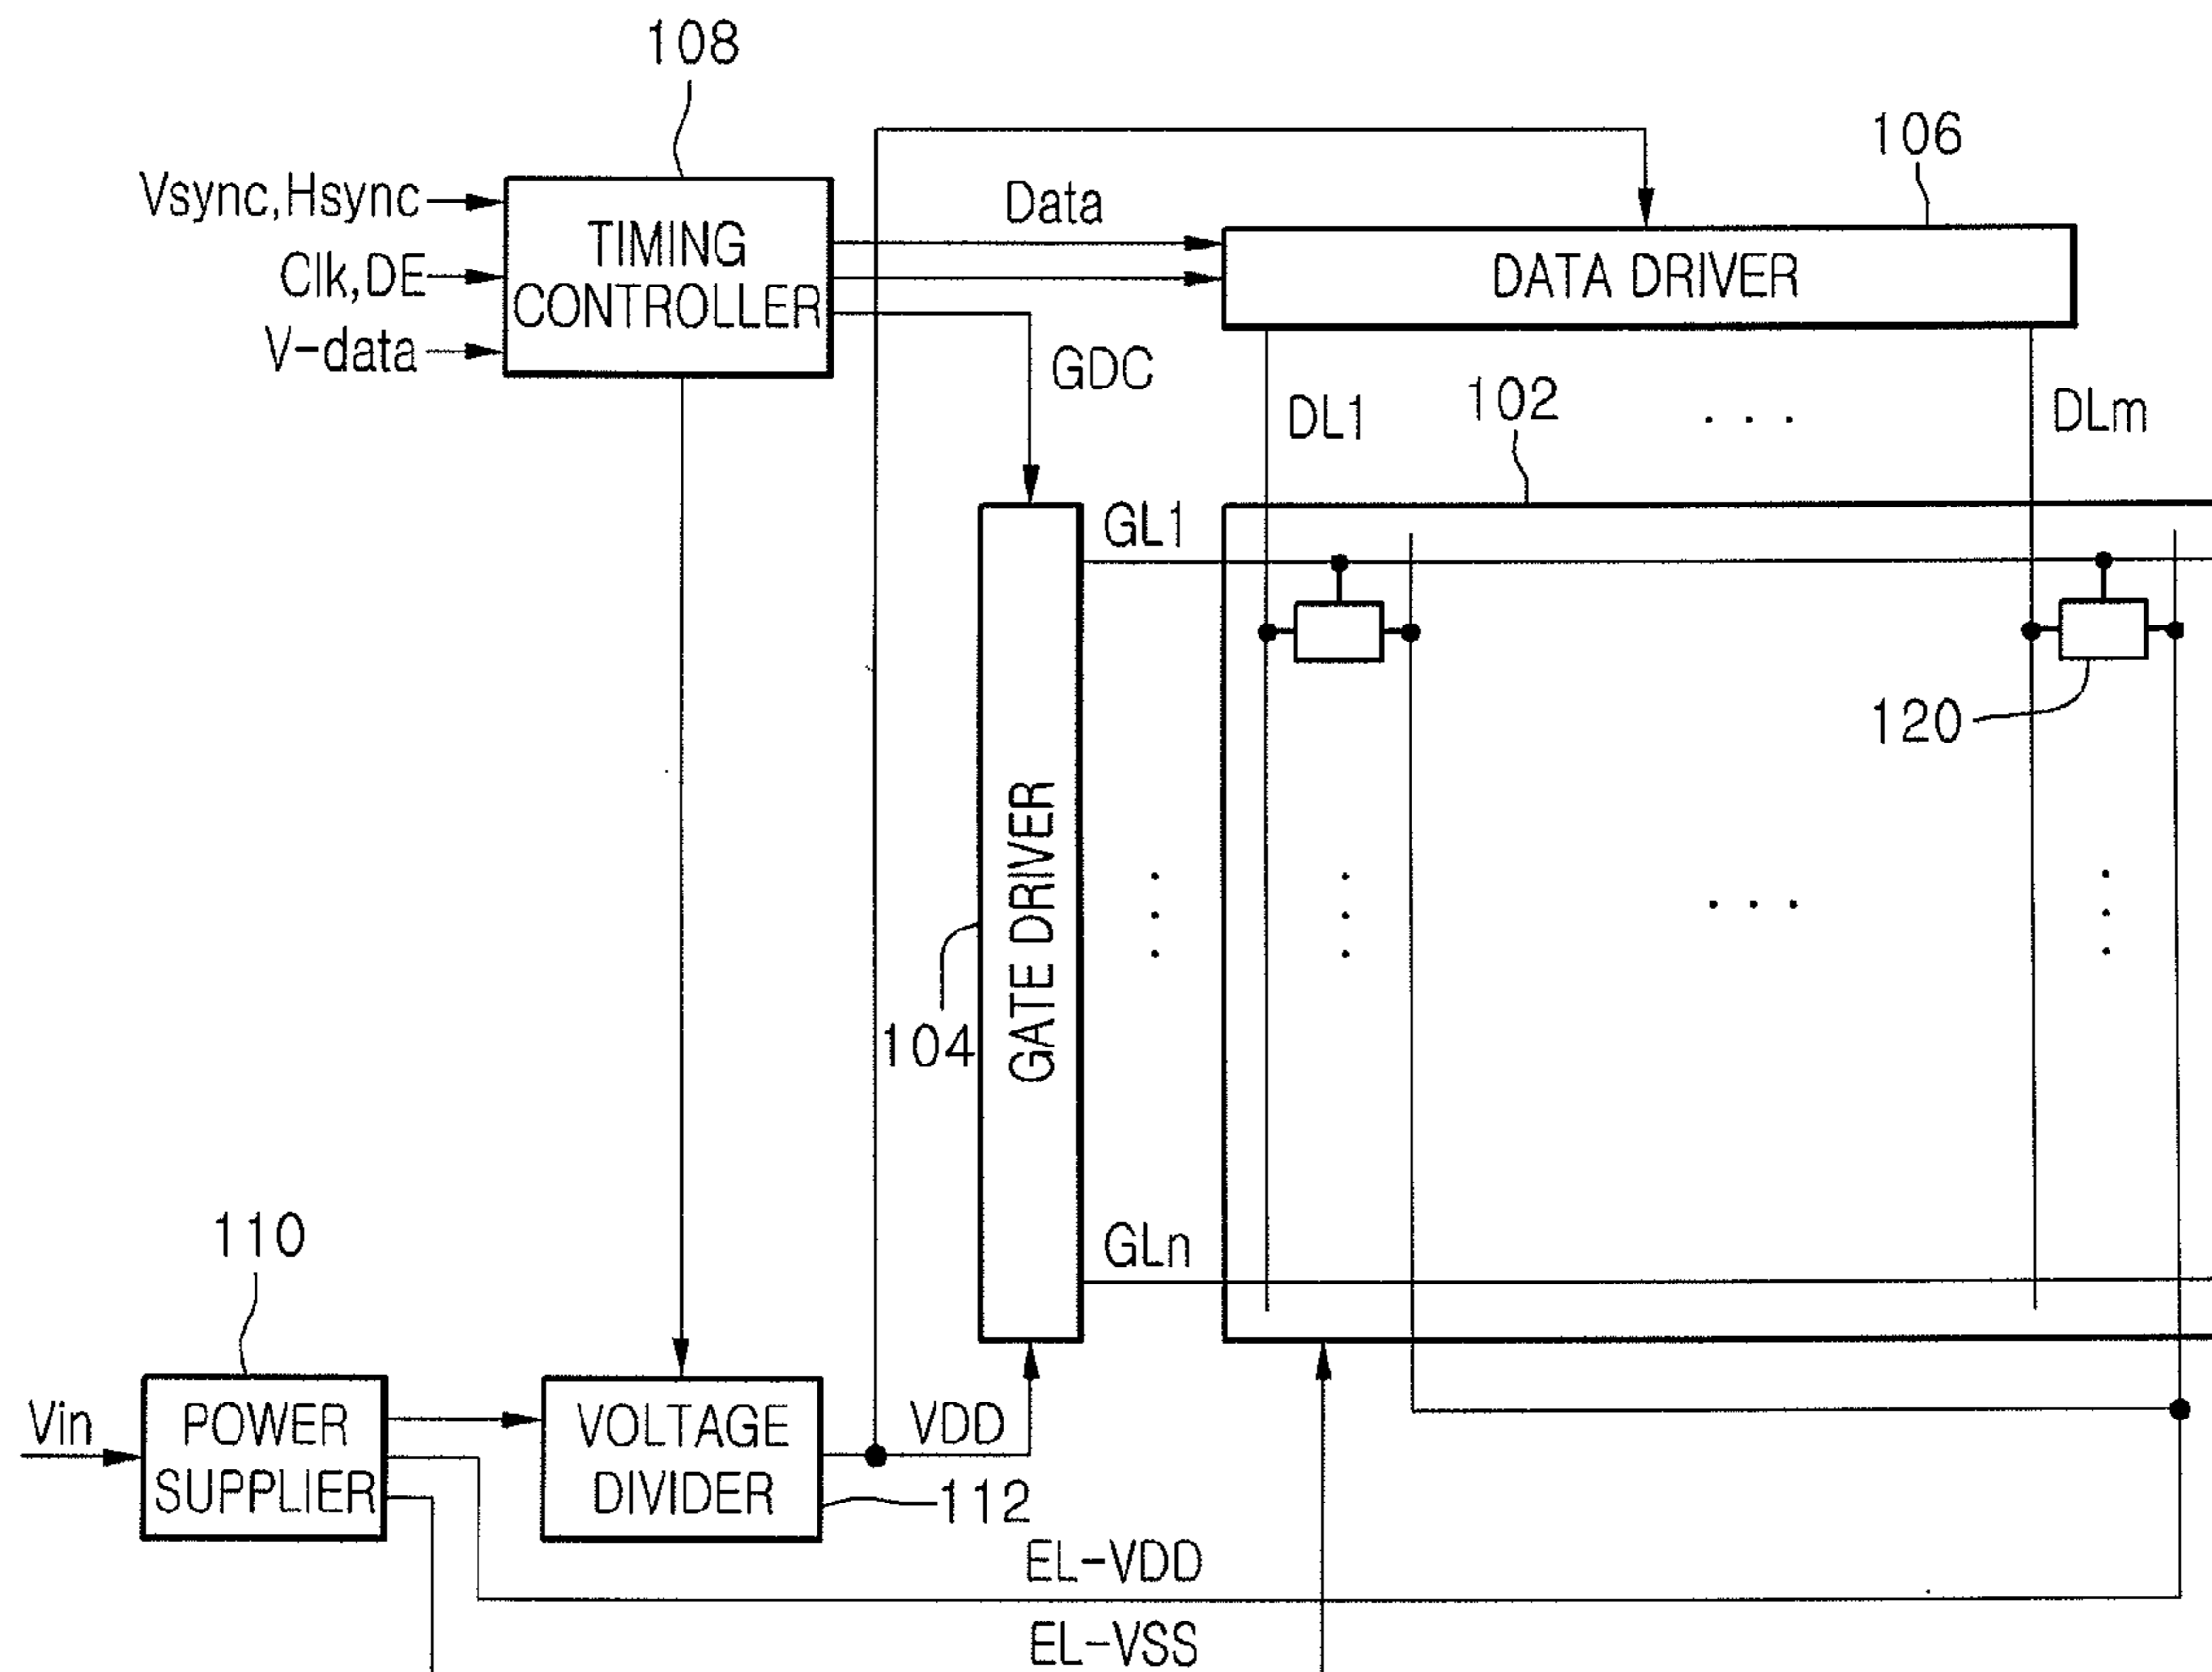 108
106
Vsync,Hsync
Data
TIMING
CONTROLLER
Clk,DE
DATA DRIVER
V-data
GDC
DL1
102
. . .
DLm
GL1
120
GATE DRIVER
104
110
GLn
Vin
POWER
SUPPLIER
VOLTAGE
DIVIDER
VDD
112
EL-VDD
EL-VSS